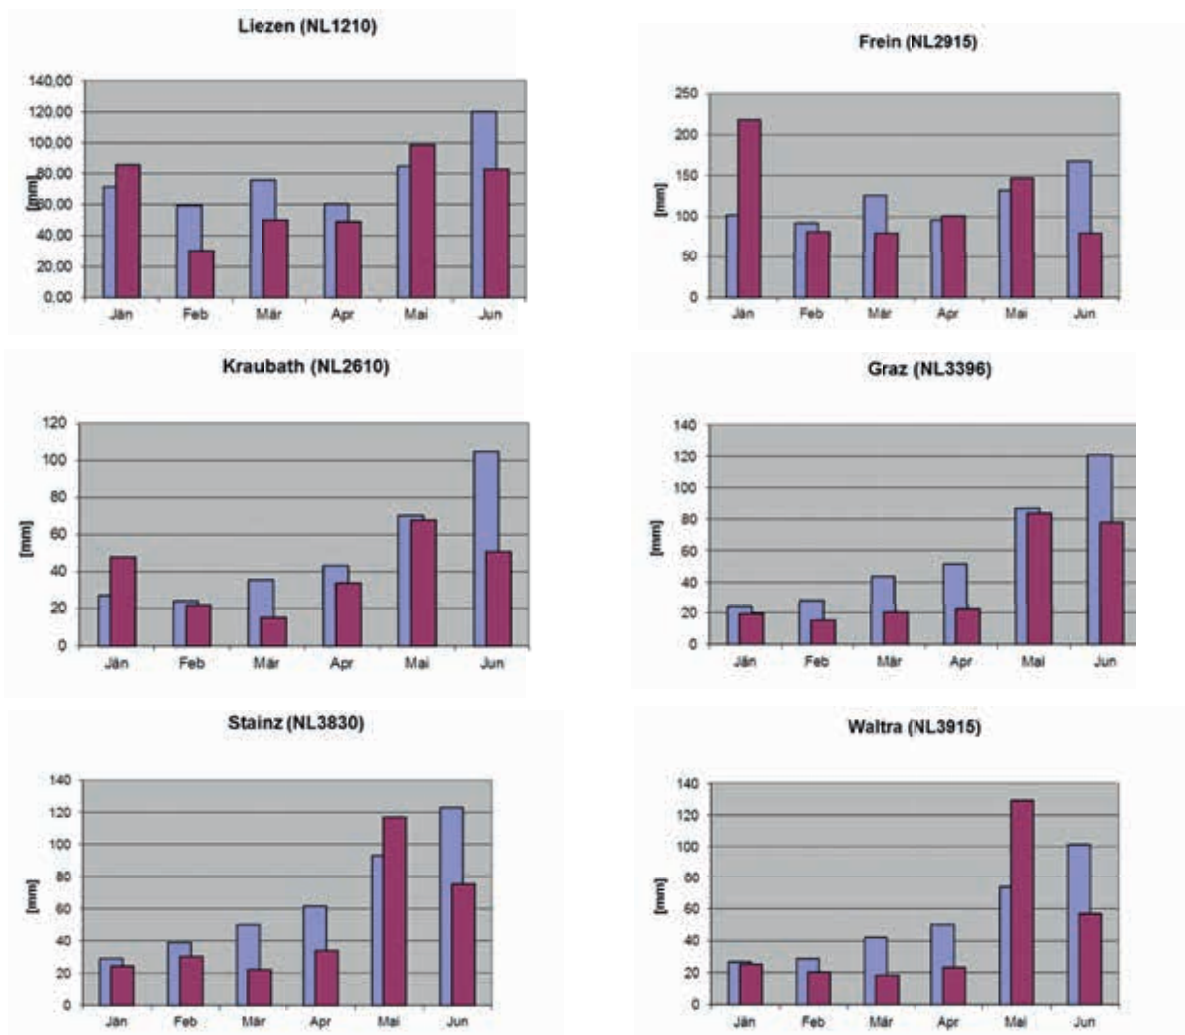 Liezen (NL1210)
140.00
120.00
100.00
80.00
60.00
40.00
20.00
0.00
[mm]
Jän Feb Mär Apr Mai Jun
Frein (NL2915)
250
200
150
100
50
0
[mm]
Jän Feb Mär Apr Mai Jun
Kraubath (NL2610)
120
100
80
60
40
20
0
[mm]
Jän Feb Mär Apr Mai Jun
Graz (NL3396)
140
120
100
80
60
40
20
0
[mm]
Jän Feb Mär Apr Mai Jun
Stainz (NL3830)
140
120
100
80
60
40
20
0
[mm]
Jän Feb Mär Apr Mai Jun
Waltra (NL3915)
140
120
100
80
60
40
20
0
[mm]
Jän Feb Mär Apr Mai Jun